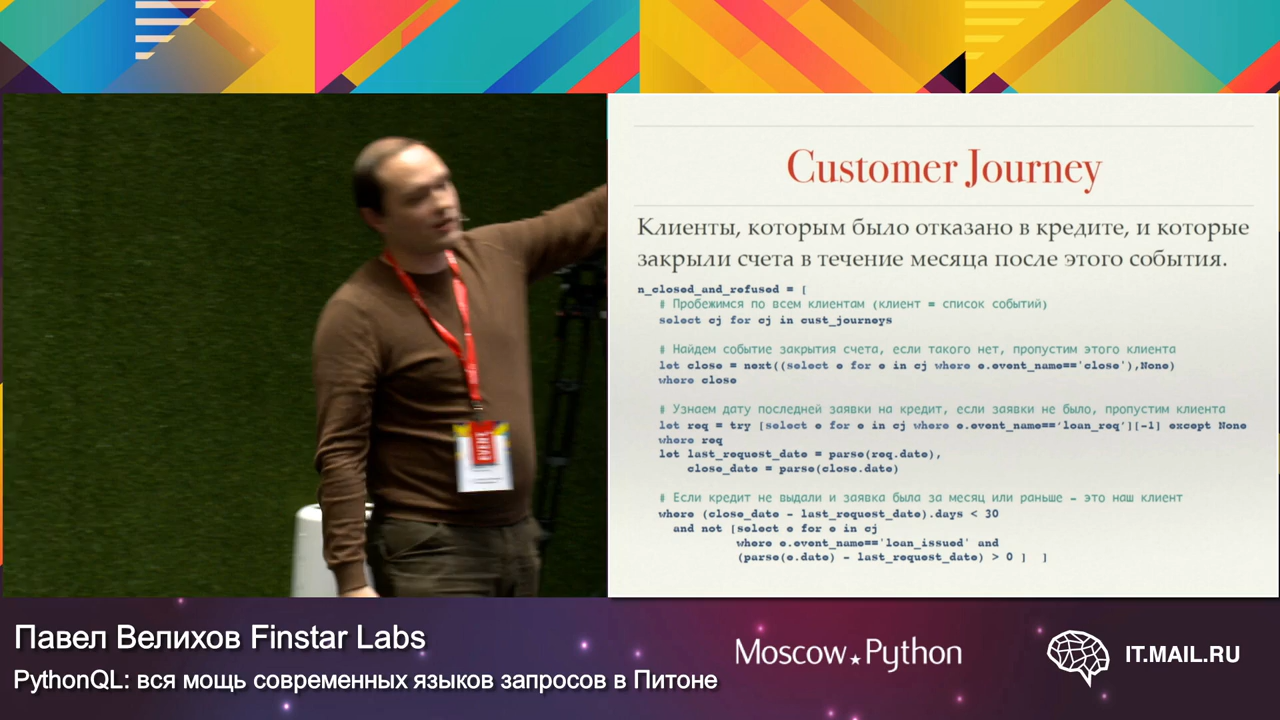 Customer Journey
Клиенты, которым было отказано в кредите, и которые
закрыли счета в течение месяца после этого события.
n_closed_and_refused = [
# Пробежимся по всем клиентам (клиент = список событий)
select cj for cj in cust_journeys
# Найдем событие закрытия счета, если такого нет, пропустим этого клиента
let close = next((select e for e in cj where e.event_name=='close'),None)
where close
# Узнаем дату последней заявки на кредит, если заявки не было, пропустим клиента
let req = try [select e for e in cj where e.event_name=='loan_req'][-1] except None
where req
let last_request_date = parse(req.date),
close_date = parse(close.date)
# Если кредит не выдали и заявка была за месяц или раньше - это наш клиент
where (close_date - last_request_date).days < 30
and not [select e for e in cj
where e.event_name=='loan_issued' and
(parse(e.date) - last_request_date) > 0 ] ]
EVENT
Павел Велихов Finstar Labs
PythonQL: вся мощь современных языков запросов в Питоне
Moscow Python
IT.MAIL.RU